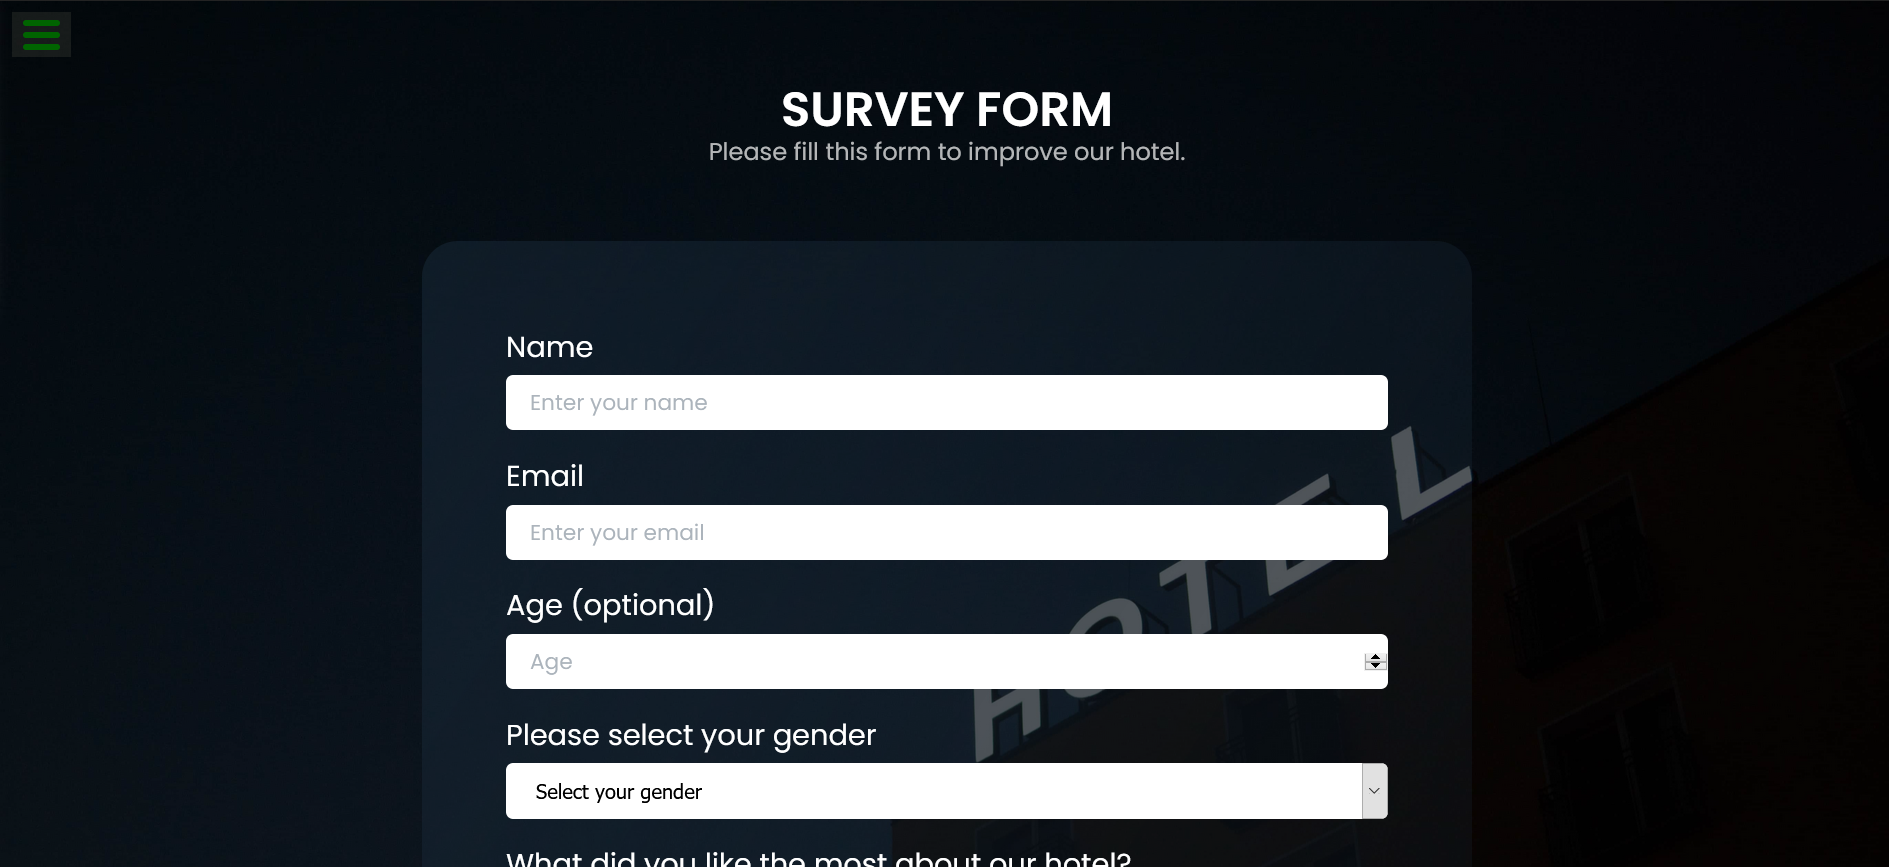 SURVEY FORM
Please fill this form to improve our hotel.
Name
Enter your name
Email
Enter your email
Age (optional)
Age
HOTEL
Please select your gender
Select your gender
What did you like the most about our hotel?